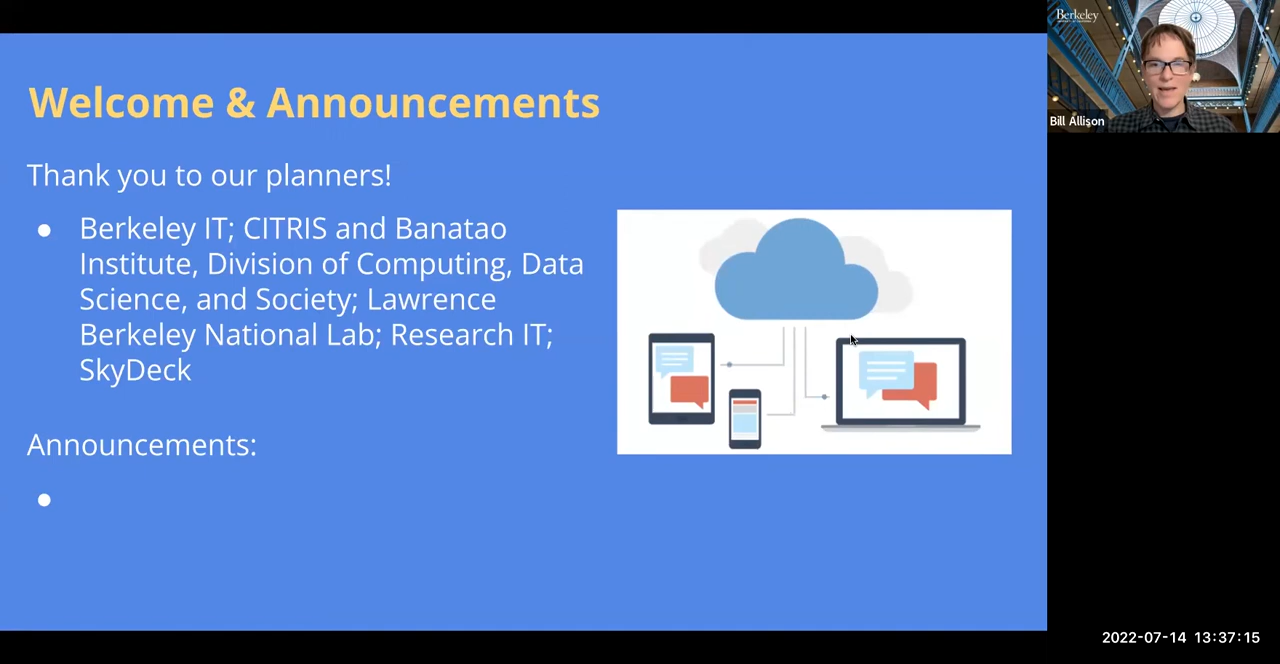 Welcome & Announcements
Thank you to our planners!
● Berkeley IT; CITRIS and Banatao
Institute, Division of Computing, Data
Science, and Society; Lawrence
Berkeley National Lab; Research IT;
SkyDeck
Announcements:
●
Berkeley
Bill Allison
2022-07-14 13:37:15